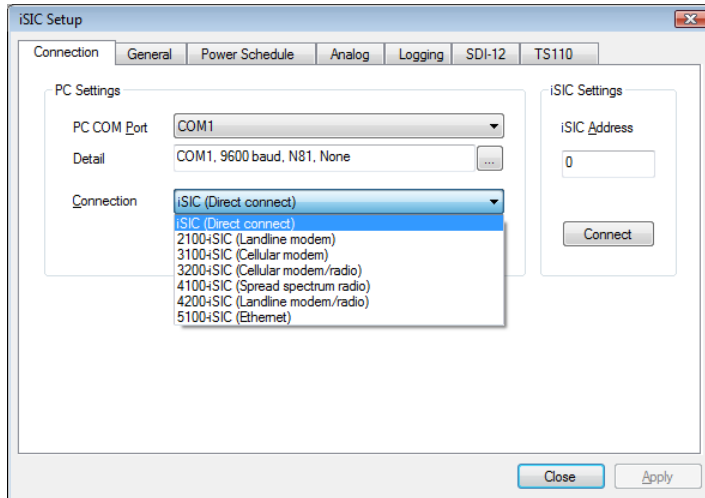 iSIC Setup
Connection General Power Schedule Analog Logging SDI-12 TS110
PC Settings
PC COM Port COM1
Detail COM1, 9600 baud, N81, None ...
Connection iSIC (Direct connect)
iSIC (Direct connect)
2100-iSIC (Landline modem)
3100-iSIC (Cellular modem)
3200-iSIC (Cellular modem/radio)
4100-iSIC (Spread spectrum radio)
4200-iSIC (Landline modem/radio)
5100-iSIC (Ethernet)
iSIC Settings
iSIC Address
0
Connect
Close Apply